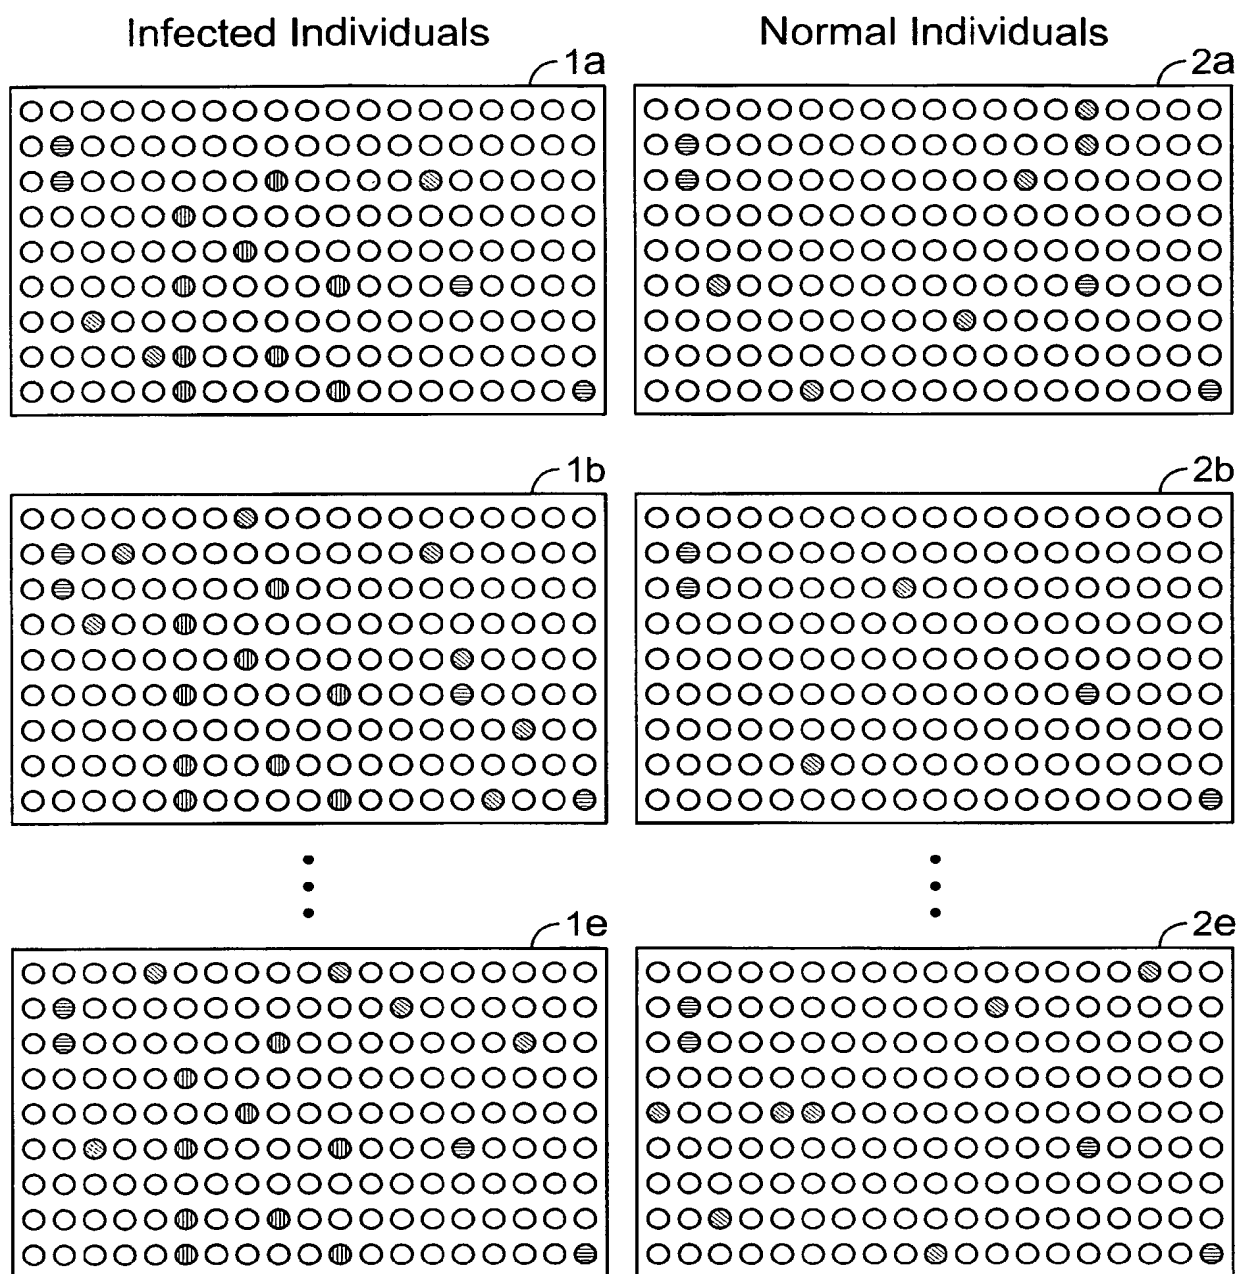 Infected Individuals
Normal Individuals
1a
2a
1b
2b
1e
2e